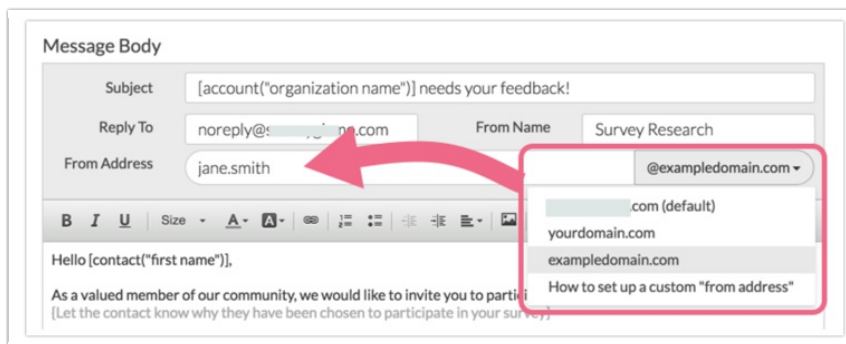 Message Body
Subject [account("organization name")] needs your feedback!
Reply To noreply@ .com From Name Survey Research
From Address jane.smith @exampledomain.com
.com (default)
B I U Size A A
yourdomain.com
Hello [contact("first name")],
exampledomain.com
As a valued member of our community, we would like to invite you to
How to set up a custom "from address"
[Let the contact know why they have been chosen to participate in your survey]